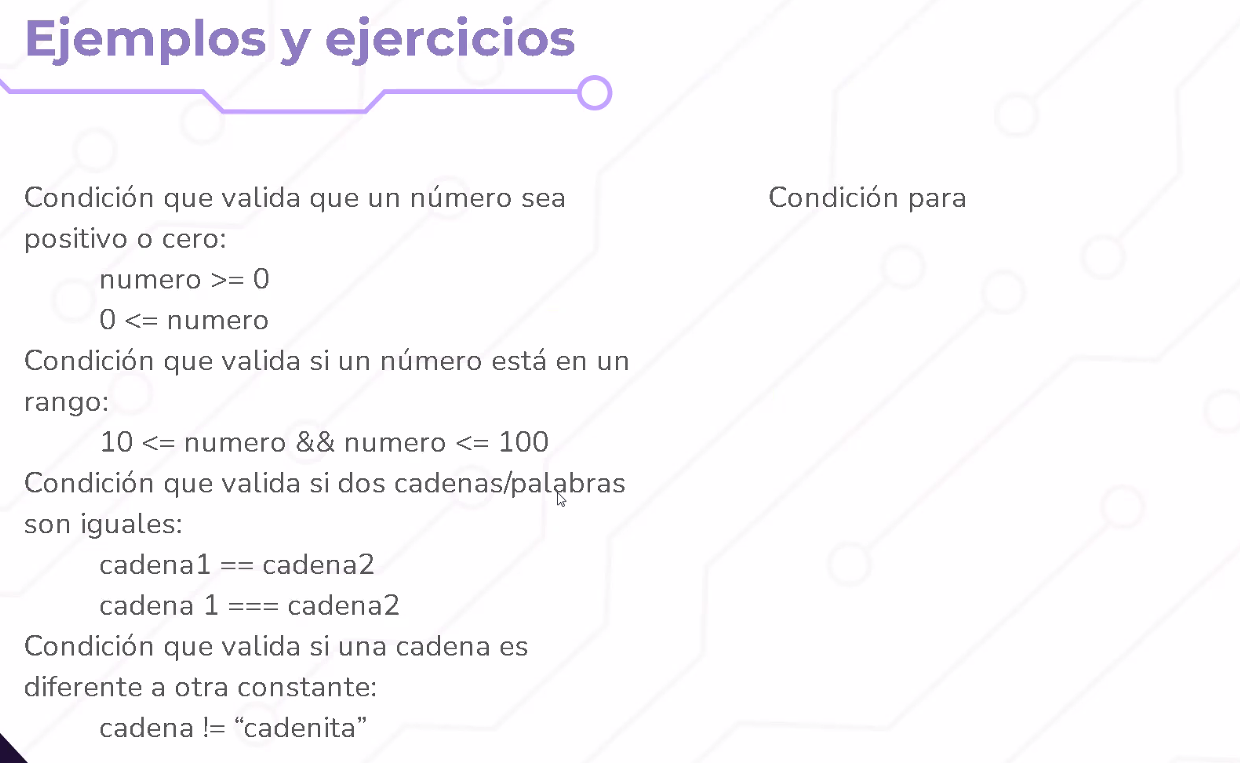 Ejemplos y ejercicios
Condición que valida que un número sea
positivo o cero:
numero >= 0
0 <= numero
Condición que valida si un número está en un
rango:
10 <= numero && numero <= 100
Condición que valida si dos cadenas/palabras
son iguales:
cadena1 == cadena2
cadena 1 === cadena2
Condición que valida si una cadena es
diferente a otra constante:
cadena != “cadenita”
Condición para